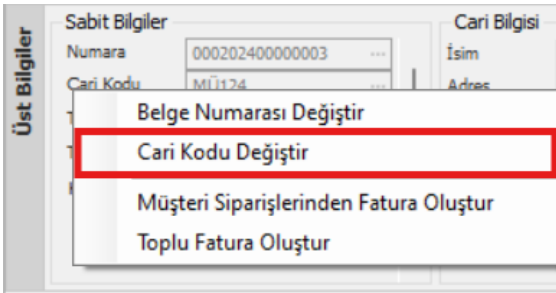 Üst Bilgiler
Sabit Bilgiler
Cari Bilgisi
Numara 000202400000003 ...
İsim
Cari Kodu MÜ124 ...
Adres
Belge Numarası Değiştir
Cari Kodu Değiştir
Müşteri Siparişlerinden Fatura Oluştur
Toplu Fatura Oluştur